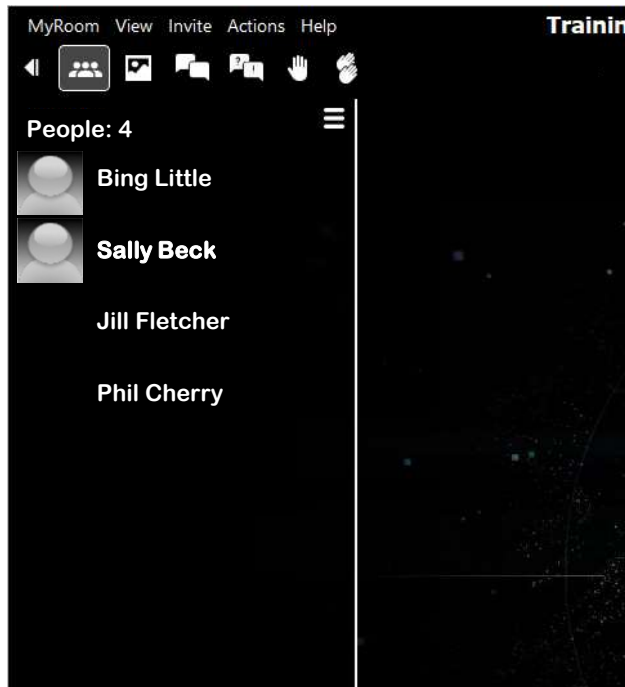 MyRoom View Invite Actions Help
Trainin
People: 4
Bing Little
Sally Beck
Jill Fletcher
Phil Cherry